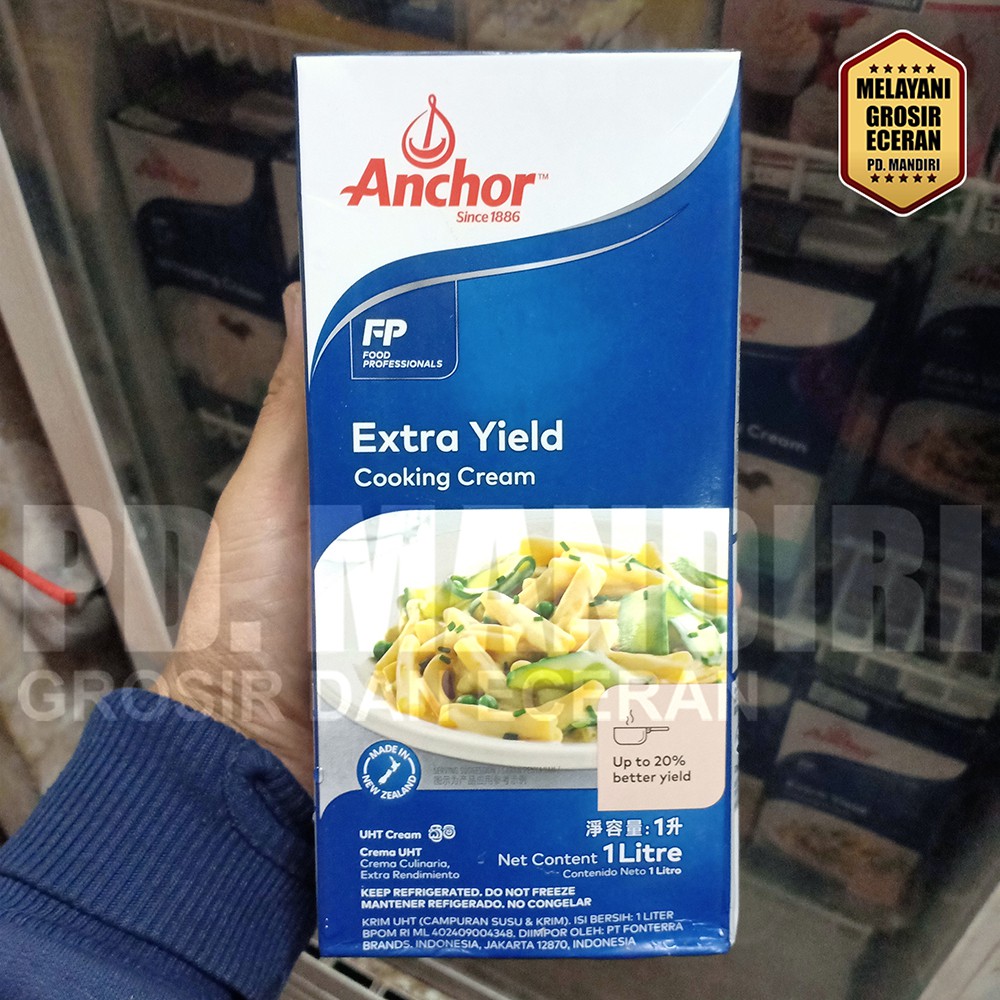 MELAYANI
GROSIR
ECERAN
PD. MANDIRI
Anchor™
Since 1886
FP
FOOD
PROFESSIONALS
Extra Yield
Cooking Cream
Cream
Anchor
PD. MANDIRI
GROSIR DAN ECERAN
Up to 20%
better yield
MADE IN
NEW ZEALAND
UHT Cream
淨容量: 1升
Net Content 1 Litre
Contenido Neto 1 Litro
Crema UHT
Crema Culinaria,
Extra Rendimiento
KEEP REFRIGERATED. DO NOT FREEZE
MANTENER REFIGERADO. NO CONGELAR
KRIM UHT (CAMPURAN SUSU & KRIM). ISI BERSIH: 1 LITER
BPOM RI ML 402409004348. DIIMPOR OLEH: PT FONTERRA
BRANDS. INDONESIA, JAKARTA 12870, INDONESIA